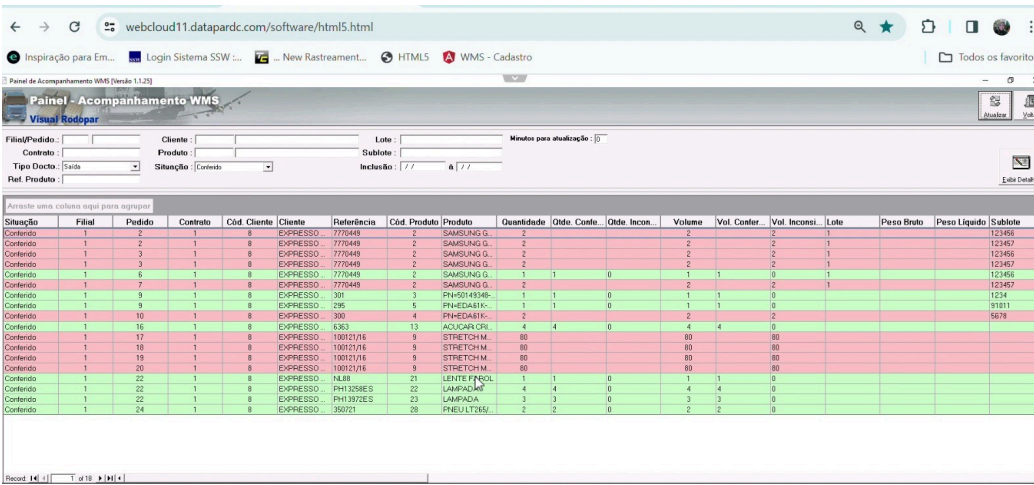 webcloud11.datapardc.com/software/html5.html
Inspiração para Em... Login Sistema SSW :... ... New Rastreament... HTML5 WMS - Cadastro Todos os favorito
Painel de Acompanhamento WMS [Versão 1.1.25]
Painel - Acompanhamento WMS
Visual Rodopar
Atualizar Volt
Filial/Pedido.: Cliente : Lote : Minutos para atualização : 0
Contrato : Produto : Sublote :
Tipo Docto.: Saída Situação : Conferido Inclusão : / / à / /
Ref. Produto :
Exibir Detalh
Arraste uma coluna aqui para agrupar
Situação Filial Pedido Contrato Cód. Cliente Cliente Referência Cód. Produto Produto Quantidade Qtde. Confe... Qtde. Incon... Volume Vol. Confer... Vol. Inconsi... Lote Peso Bruto Peso Líquido Sublote
Conferido 1 2 1 8 EXPRESSO ... 7770449 2 SAMSUNG G... 2 2 2 1 123456
Conferido 1 2 1 8 EXPRESSO ... 7770449 2 SAMSUNG G... 2 2 2 1 123457
Conferido 1 3 1 8 EXPRESSO ... 7770449 2 SAMSUNG G... 2 2 2 1 123456
Conferido 1 3 1 8 EXPRESSO ... 7770449 2 SAMSUNG G... 2 2 2 1 123457
Conferido 1 6 1 8 EXPRESSO ... 7770449 2 SAMSUNG G... 1 1 0 1 1 0 1 123456
Conferido 1 7 1 8 EXPRESSO ... 7770449 2 SAMSUNG G... 2 2 2 1 123457
Conferido 1 9 1 8 EXPRESSO ... 301 3 PN+50149348-... 1 1 0 1 1 0 1234
Conferido 1 9 1 8 EXPRESSO ... 295 5 PN+EDA61K-... 1 1 0 1 1 0 91011
Conferido 1 10 1 8 EXPRESSO ... 300 4 PN+EDA61K-... 2 2 2 5678
Conferido 1 16 1 8 EXPRESSO ... 6363 13 ACUCAR CRI... 4 4 0 4 4 0
Conferido 1 17 1 8 EXPRESSO ... 100121/16 9 STRETCH M... 80 80 80
Conferido 1 18 1 8 EXPRESSO ... 100121/16 9 STRETCH M... 80 80 80
Conferido 1 19 1 8 EXPRESSO ... 100121/16 9 STRETCH M... 80 80 80
Conferido 1 20 1 8 EXPRESSO ... 100121/16 9 STRETCH M... 80 80 80
Conferido 1 22 1 8 EXPRESSO ... NL88 21 LENTE FAROL 1 1 0 1 1 0
Conferido 1 22 1 8 EXPRESSO ... PH13258ES 22 LAMPADA 4 4 0 4 4 0
Conferido 1 22 1 8 EXPRESSO ... PH13972ES 23 LAMPADA 3 3 0 3 3 0
Conferido 1 24 1 8 EXPRESSO ... 350721 28 PNEU LT265/... 2 2 0 2 2 0
Record: 1 of 18